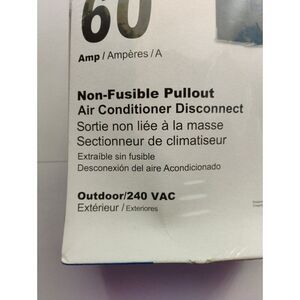 60
Amp / Ampères / A
Non-Fusible Pullout
Air Conditioner Disconnect
Sortie non liée à la masse
Sectionneur de climatiseur
Extraíble sin fusible
Desconexión del aire Acondicionado
Outdoor/240 VAC
Extérieur / Exteriores